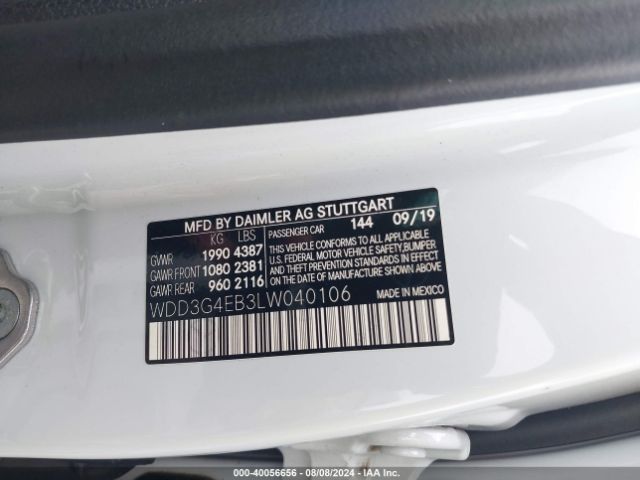 MFD BY DAIMLER AG STUTTGART
KG LBS
GVWR 1990 4387
GAWR FRONT 1080 2381
GAWR REAR 960 2116
PASSENGER CAR 144 09/19
THIS VEHICLE CONFORMS TO ALL APPLICABLE
U.S. FEDERAL MOTOR VEHICLE SAFETY,BUMPER,
AND THEFT PREVENTION STANDARDS IN EFFECT
ON THE DATE OF MANUFACTURE SHOWN ABOVE.
WDD3G4EB3LW040106
MADE IN MEXICO
© - 40056656 - 08/08/2024 - IAA Inc.